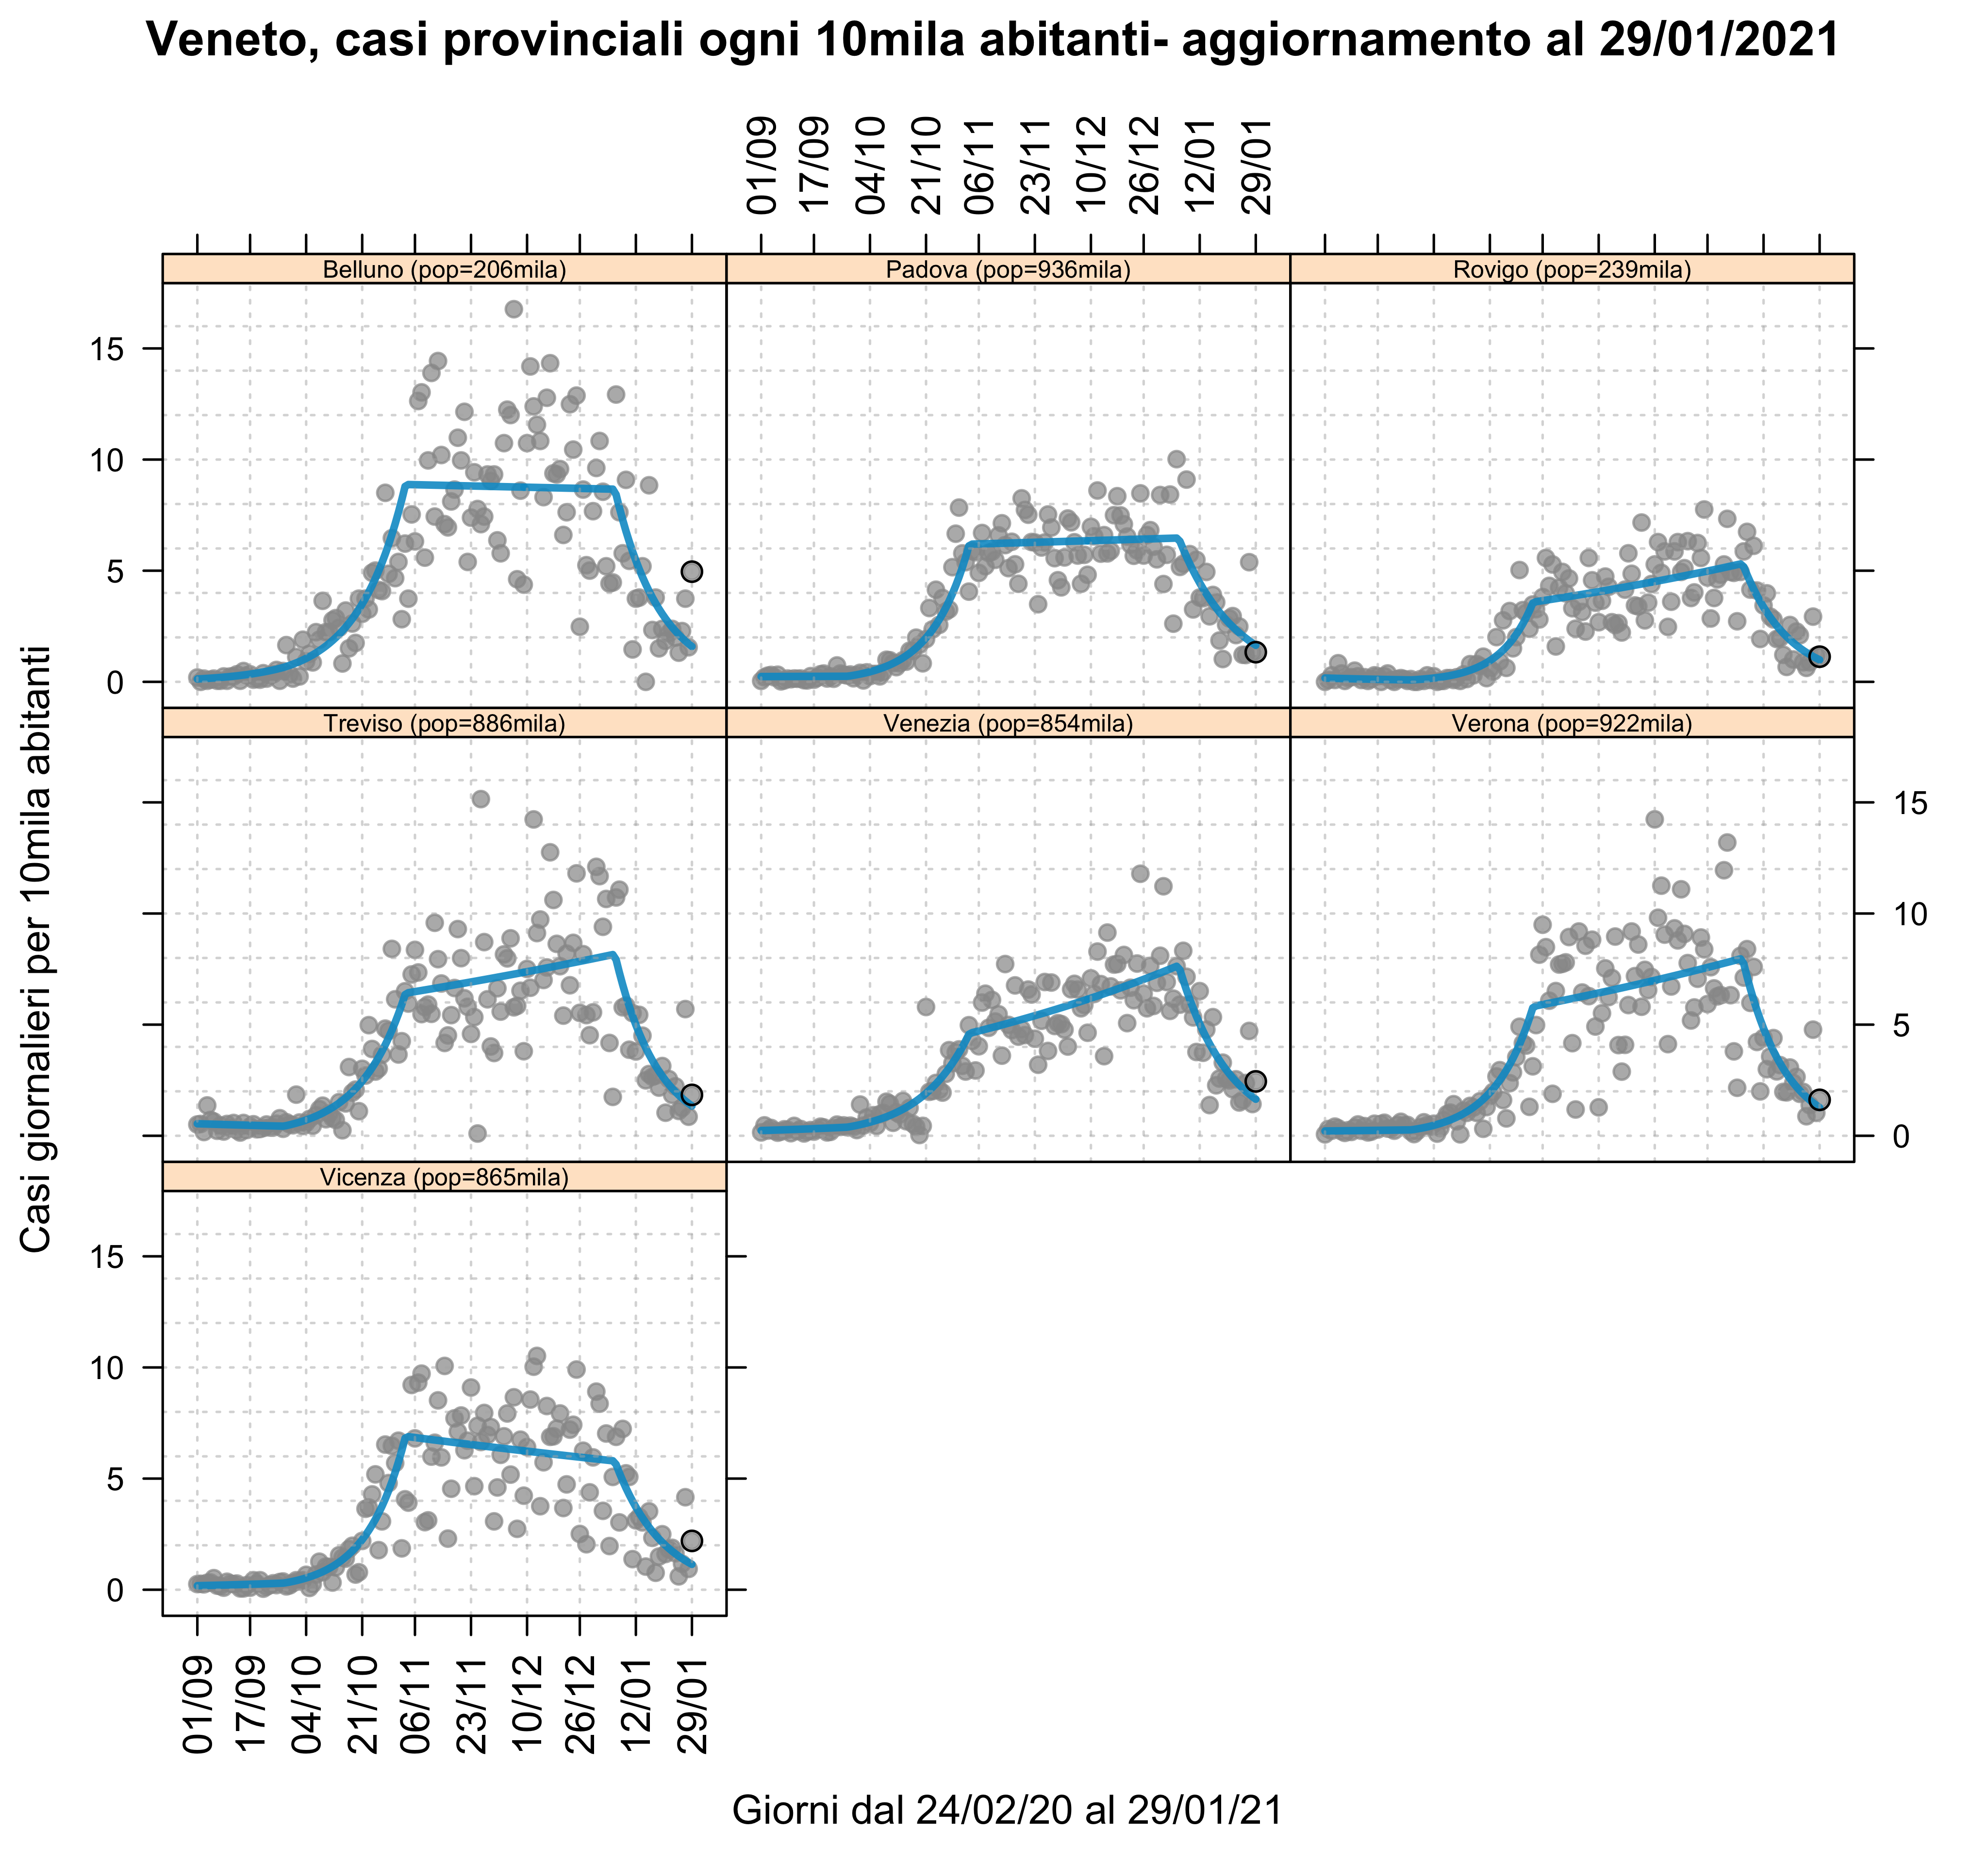 Veneto, casi provinciali ogni 10mila abitanti- aggiornamento al 29/01/2021
01/09 17/09 04/10 21/10 06/11 23/11 10/12 26/12 12/01 29/01
Belluno (pop=206mila)
Padova (pop=936mila)
Rovigo (pop=239mila)
15
10
5
0
Treviso (pop=886mila)
Venezia (pop=854mila)
Verona (pop=922mila)
15
10
5
0
Vicenza (pop=865mila)
15
10
5
0
Casi giornalieri per 10mila abitanti
01/09 17/09 04/10 21/10 06/11 23/11 10/12 26/12 12/01 29/01
Giorni dal 24/02/20 al 29/01/21